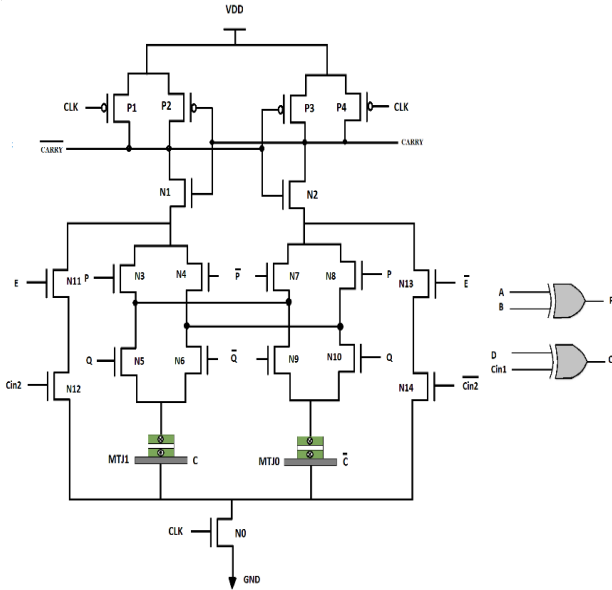 VDD
CLK P1 P2 P3 P4 CLK
CARRY CARRY
N1 N2
E N11 P N3 N4 P N7 N8 P N13 E
A
B
Q N5 N6 Q N9 N10 Q
D
Cin1
Cin2 N12 N14 Cin2
MTJ1 C MTJ0 C
CLK N0
GND